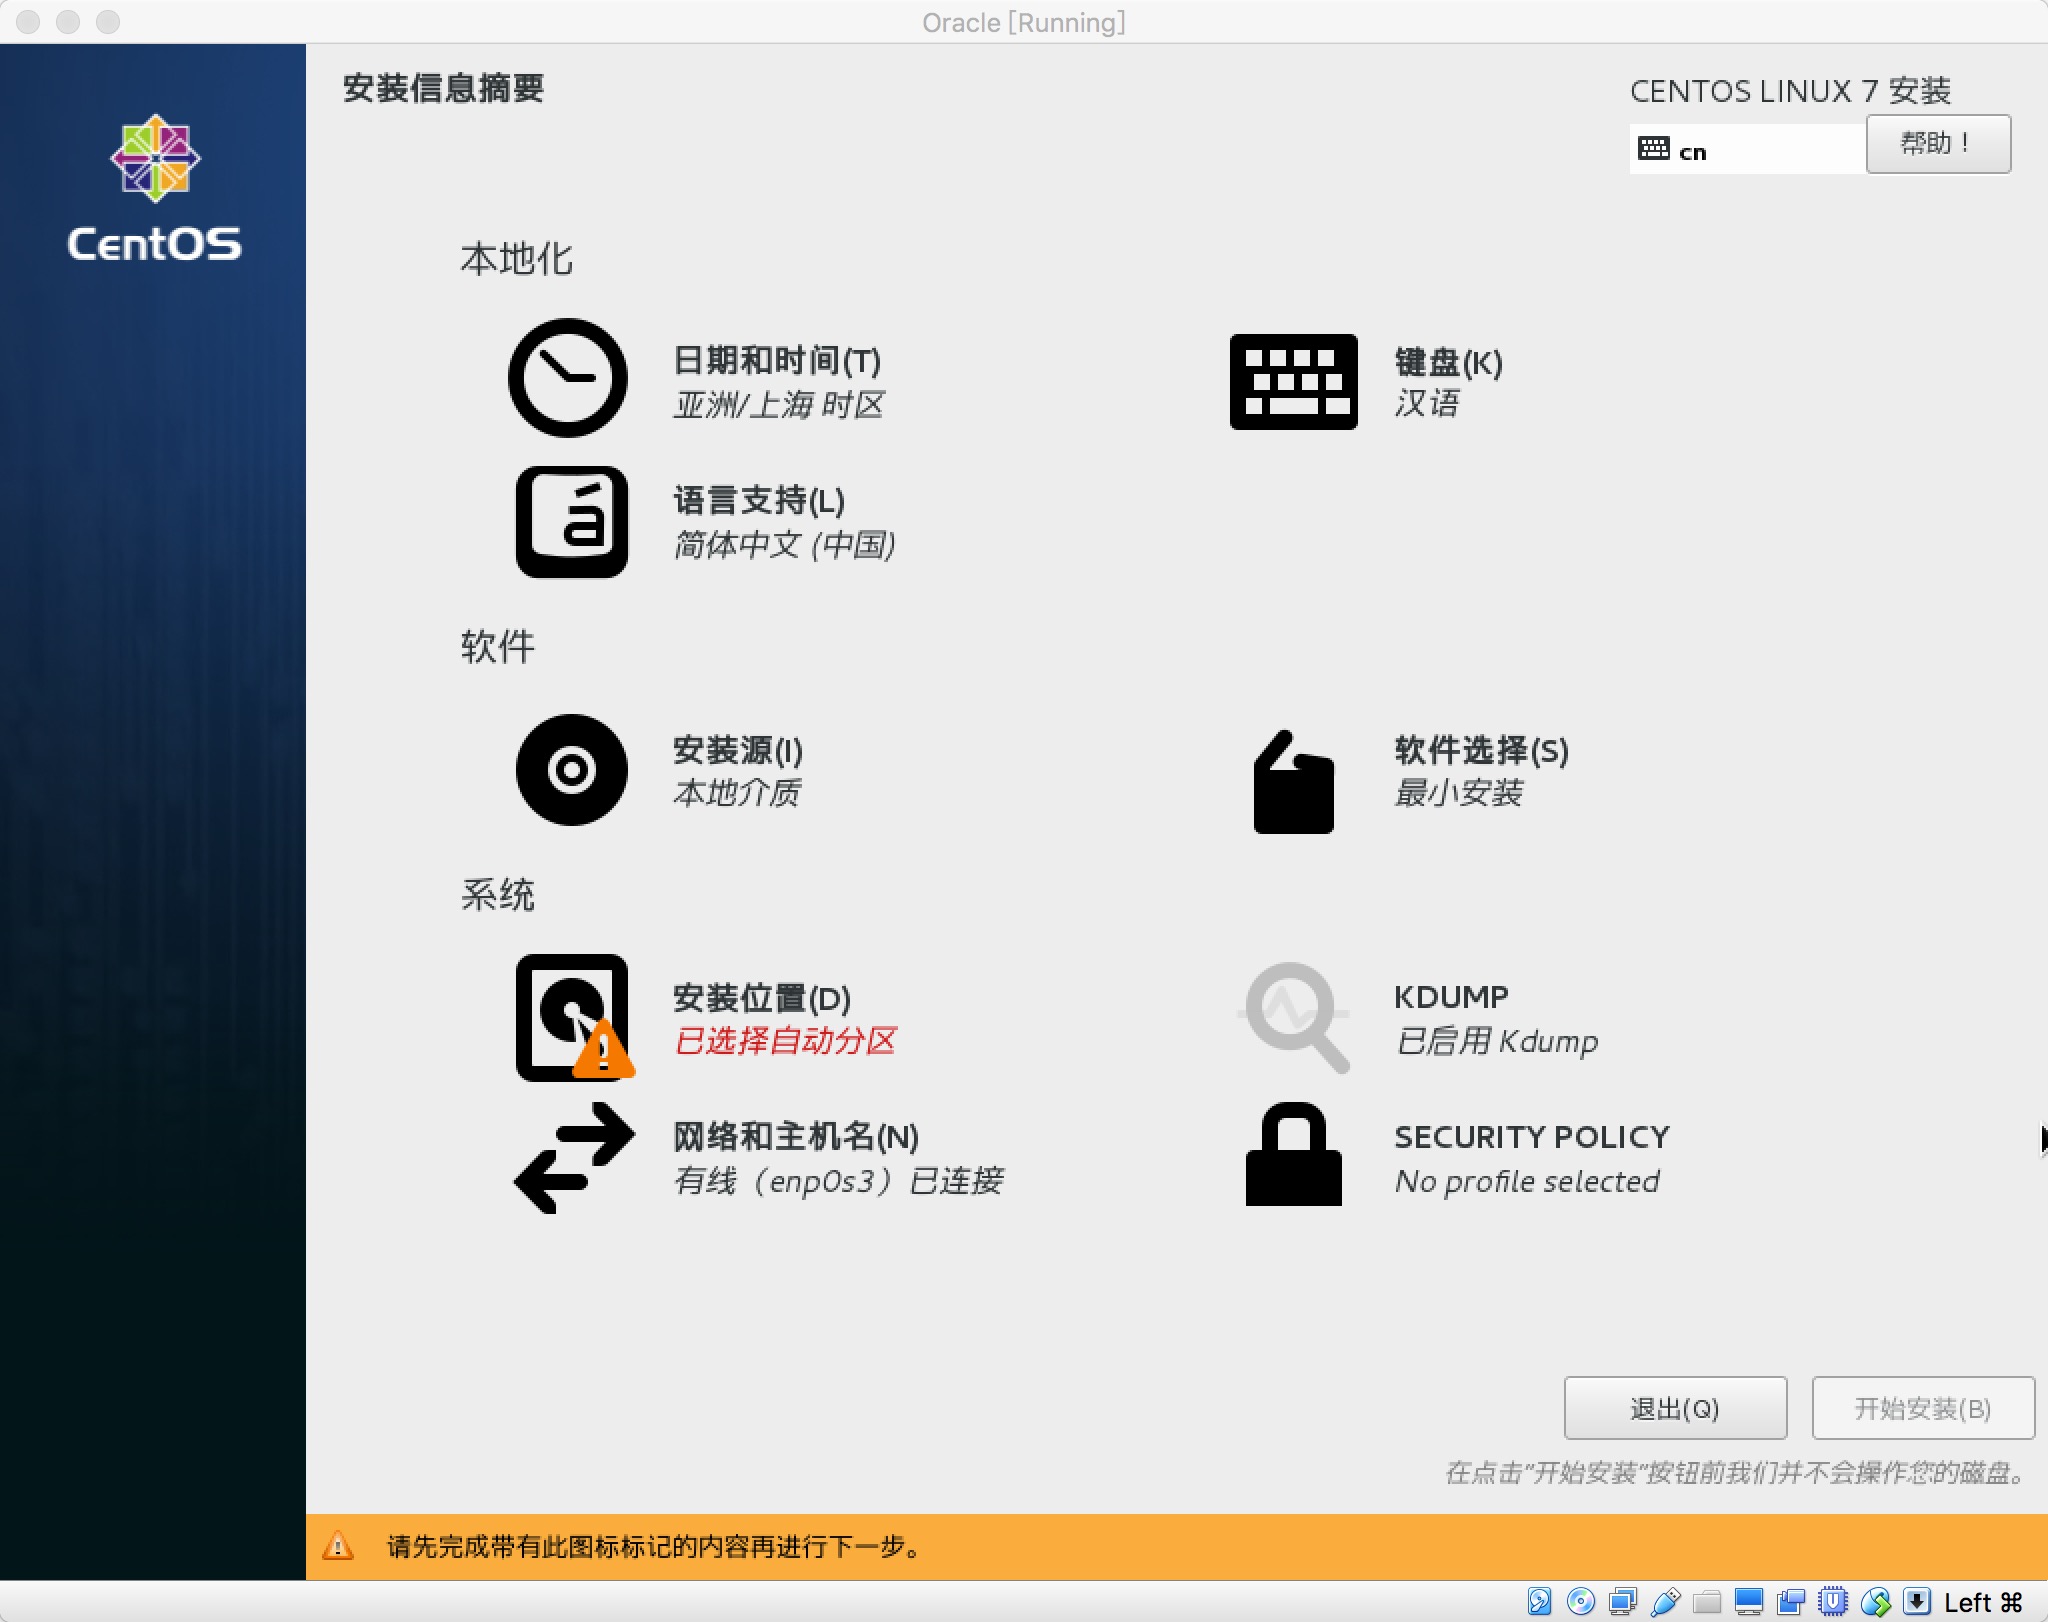 Oracle [Running]
安装信息摘要
CENTOS LINUX 7 安装
cn
帮助！
CentOS
本地化
日期和时间(T)
亚洲/上海 时区
键盘(K)
汉语
语言支持(L)
简体中文 (中国)
软件
安装源(I)
本地介质
软件选择(S)
最小安装
系统
安装位置(D)
已选择自动分区
KDUMP
已启用 Kdump
网络和主机名(N)
有线（enp0s3）已连接
SECURITY POLICY
No profile selected
退出(Q)
开始安装(B)
在点击"开始安装"按钮前我们并不会操作您的磁盘。
请先完成带有此图标标记的内容再进行下一步。
Left ⌘